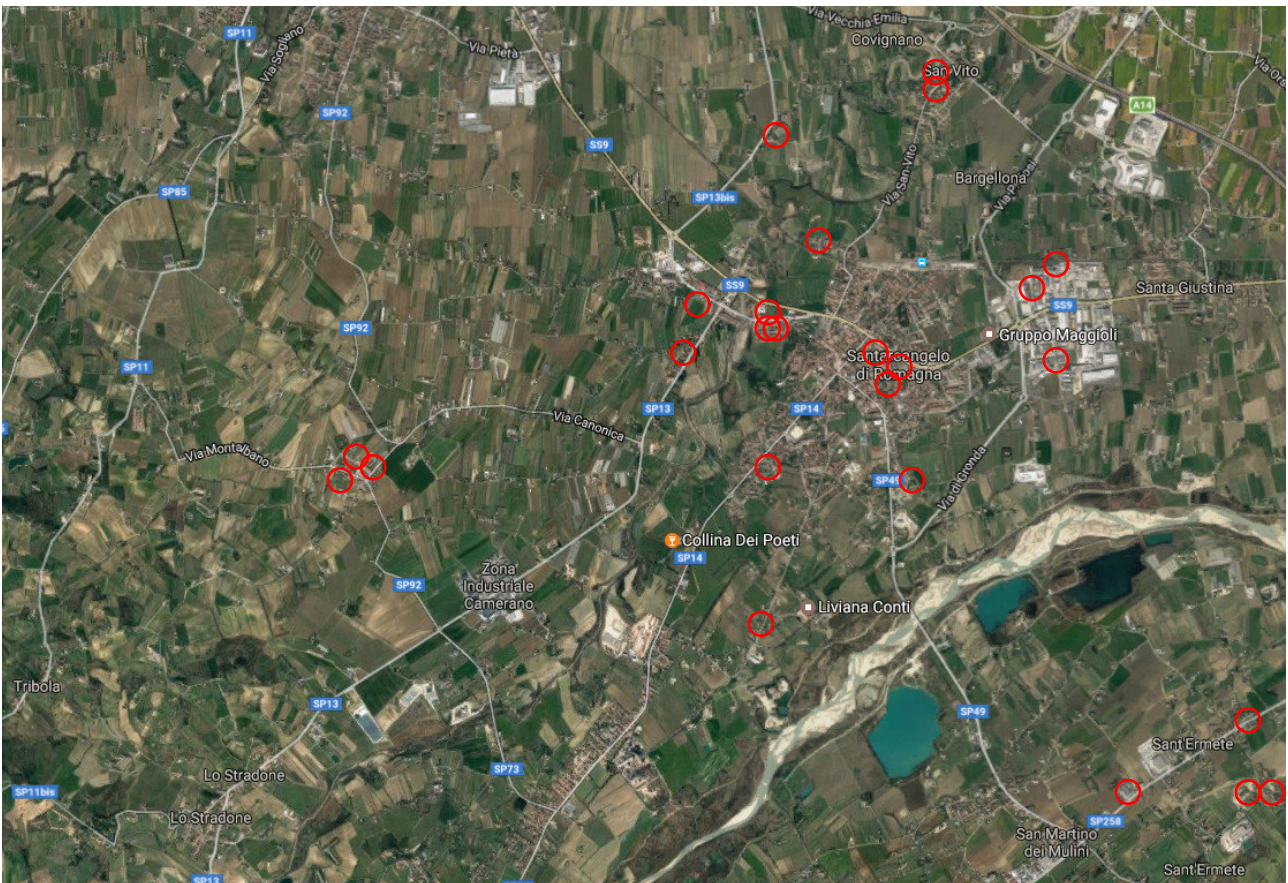 SP11
Via Sogliano
Via Pietà
Via Vecchia Emilia
Covignano
San Vito
A14
SP92
SS9
Via San Vito
Bargellona
SP85
SP13bis
SS9
Santa Giustina
SS9
SP92
Gruppo Maggioli
Santarcangelo
di Romagna
SP11
SP13
SP14
Via Canonica
Via Montalbano
SP49
Via di Gronda
Collina Dei Poeti
SP14
Zona
Industriale
Camerano
SP92
Liviana Conti
Tribola
SP13
SP49
Sant'Ermete
Lo Stradone
SP73
SP11bis
Lo Stradone
SP258
San Martino
dei Mulini
Sant'Ermete
SP13